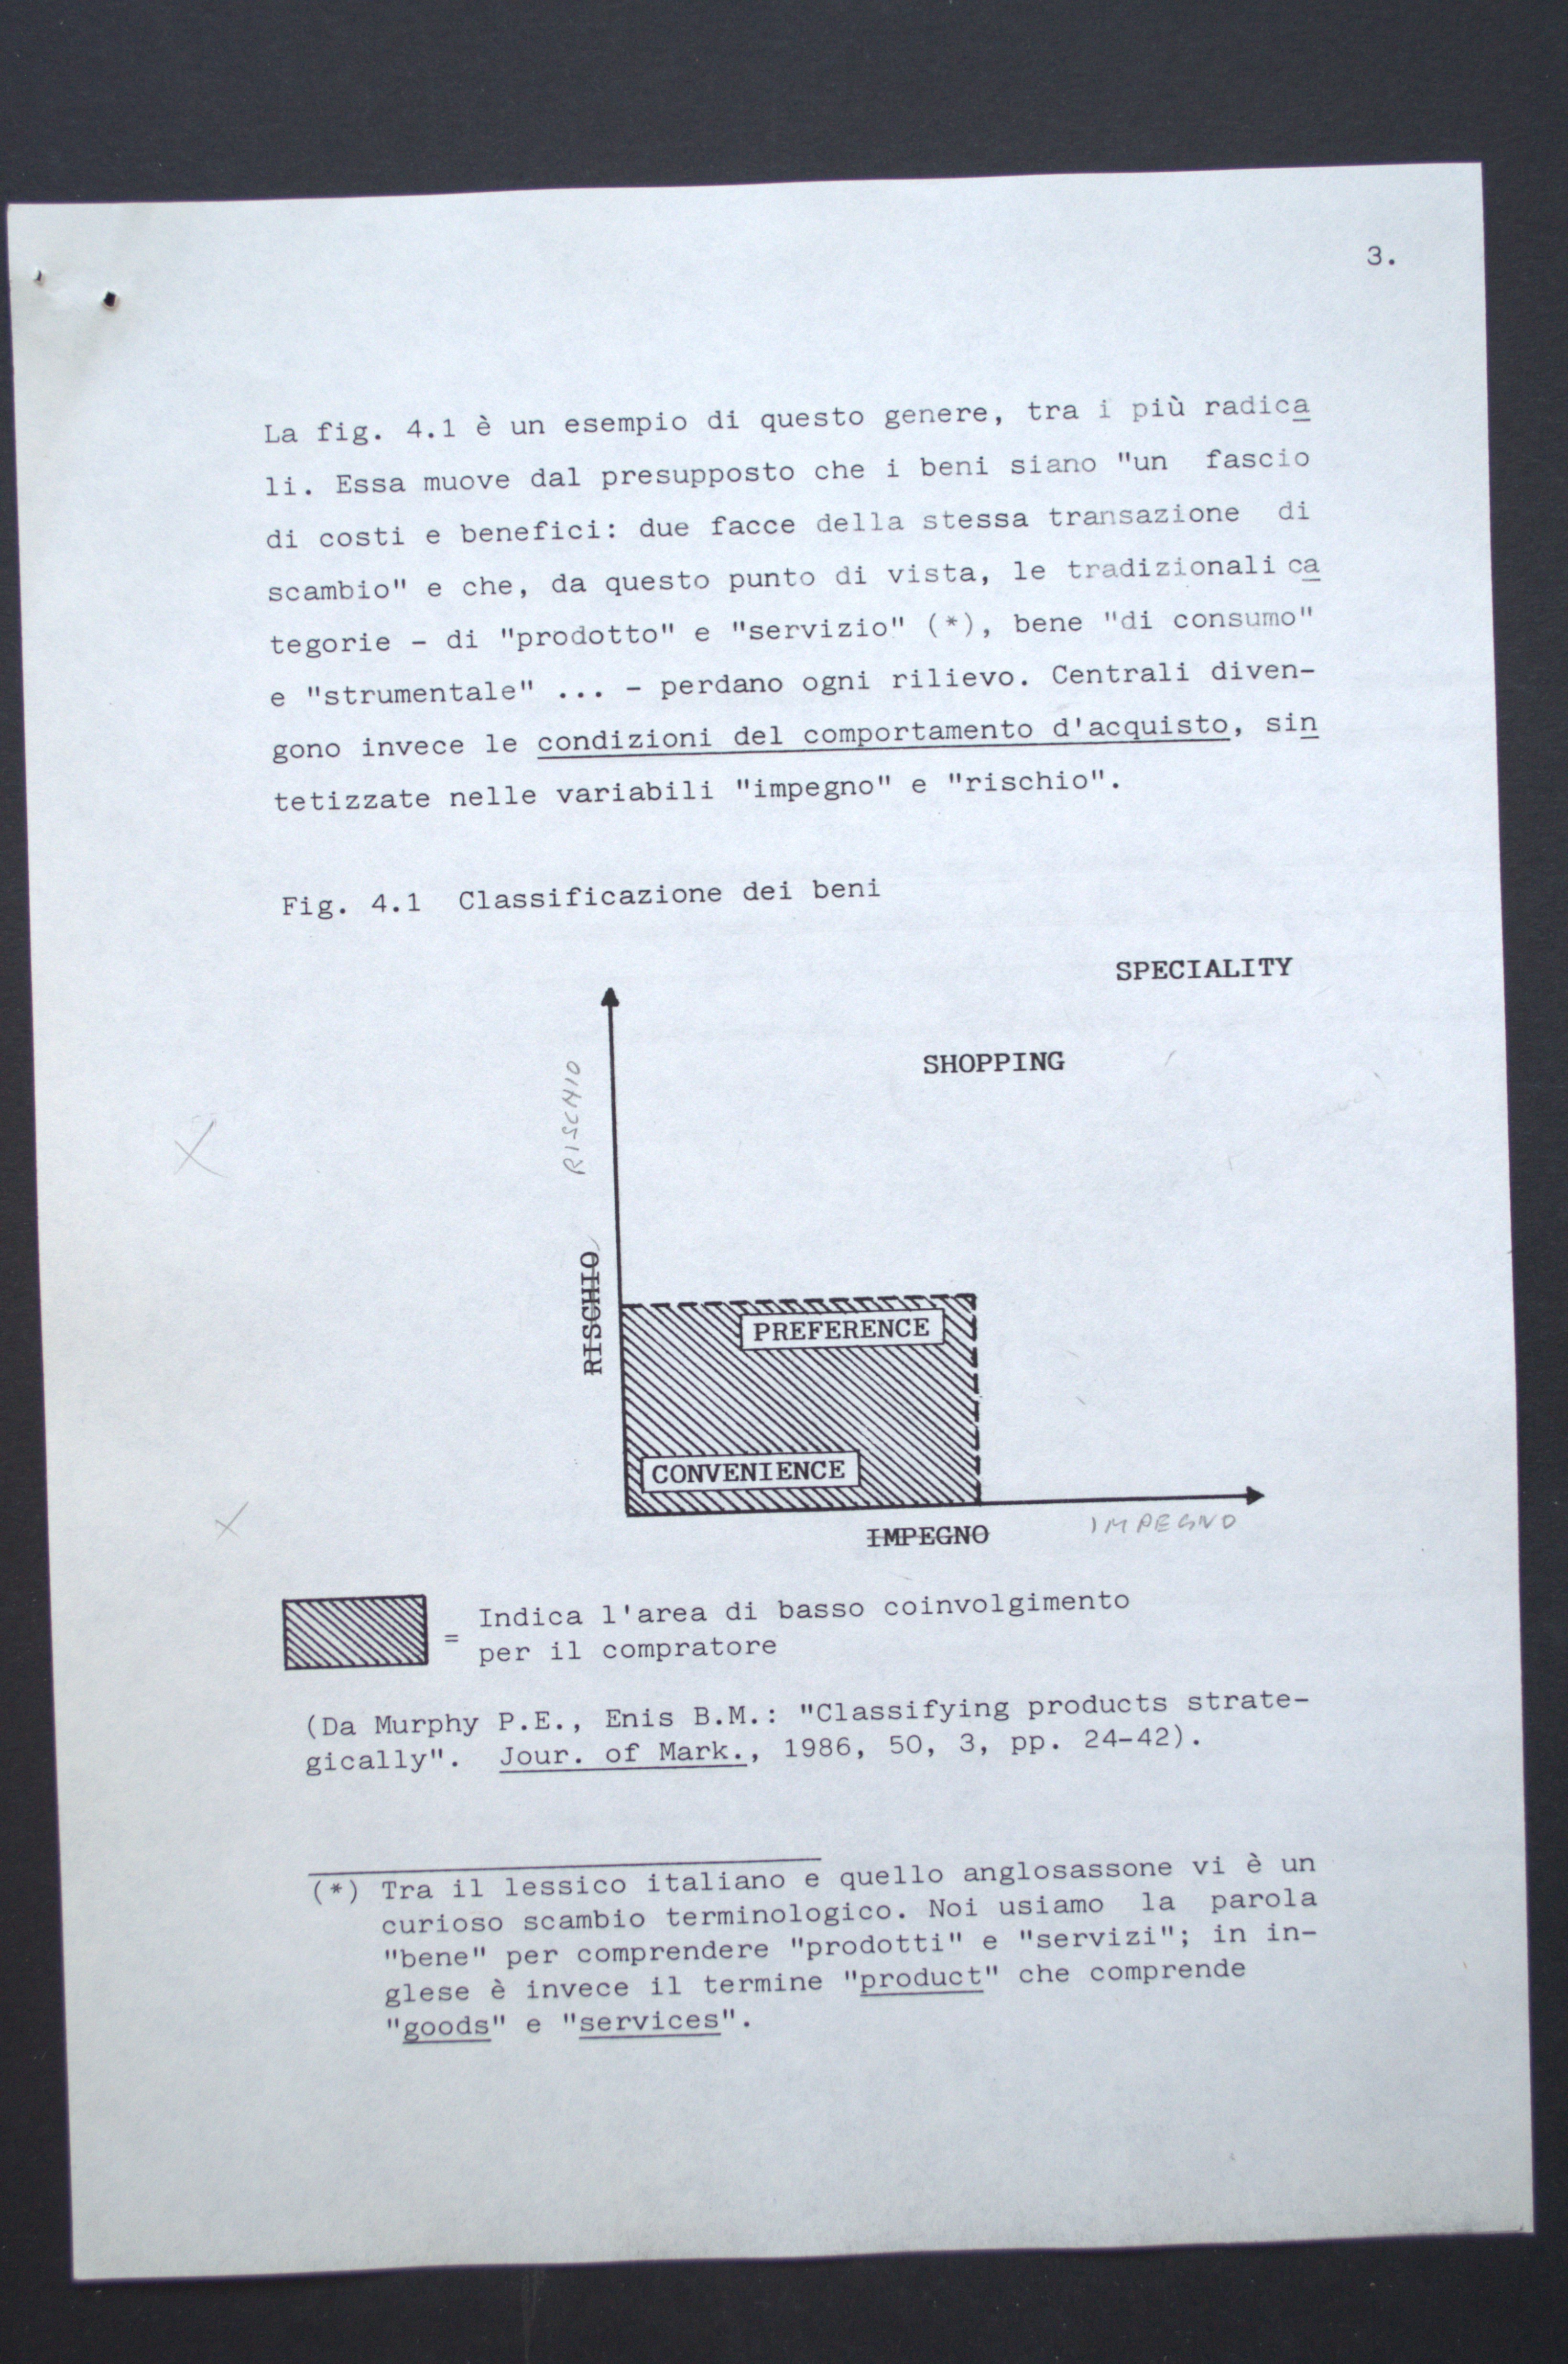 3.
La fig. 4.1 è un esempio di questo genere, tra i più radica
li. Essa muove dal presupposto che i beni siano "un fascio
di costi e benefici: due facce della stessa transazione di
scambio" e che, da questo punto di vista, le tradizionali ca
tegorie - di "prodotto" e "servizio" (*), bene "di consumo"
e "strumentale" ... - perdano ogni rilievo. Centrali diven-
gono invece le condizioni del comportamento d'acquisto, sin
tetizzate nelle variabili "impegno" e "rischio".
Fig. 4.1 Classificazione dei beni
SPECIALITY
SHOPPING
RISCHIO
RISCHIO
PREFERENCE
CONVENIENCE
IMPEGNO
IMPEGNO
= Indica l'area di basso coinvolgimento
per il compratore
(Da Murphy P.E., Enis B.M.: "Classifying products strate-
gically". Jour. of Mark., 1986, 50, 3, pp. 24-42).
(*) Tra il lessico italiano e quello anglosassone vi è un
curioso scambio terminologico. Noi usiamo la parola
"bene" per comprendere "prodotti" e "servizi"; in in-
glese è invece il termine "product" che comprende
"goods" e "services".